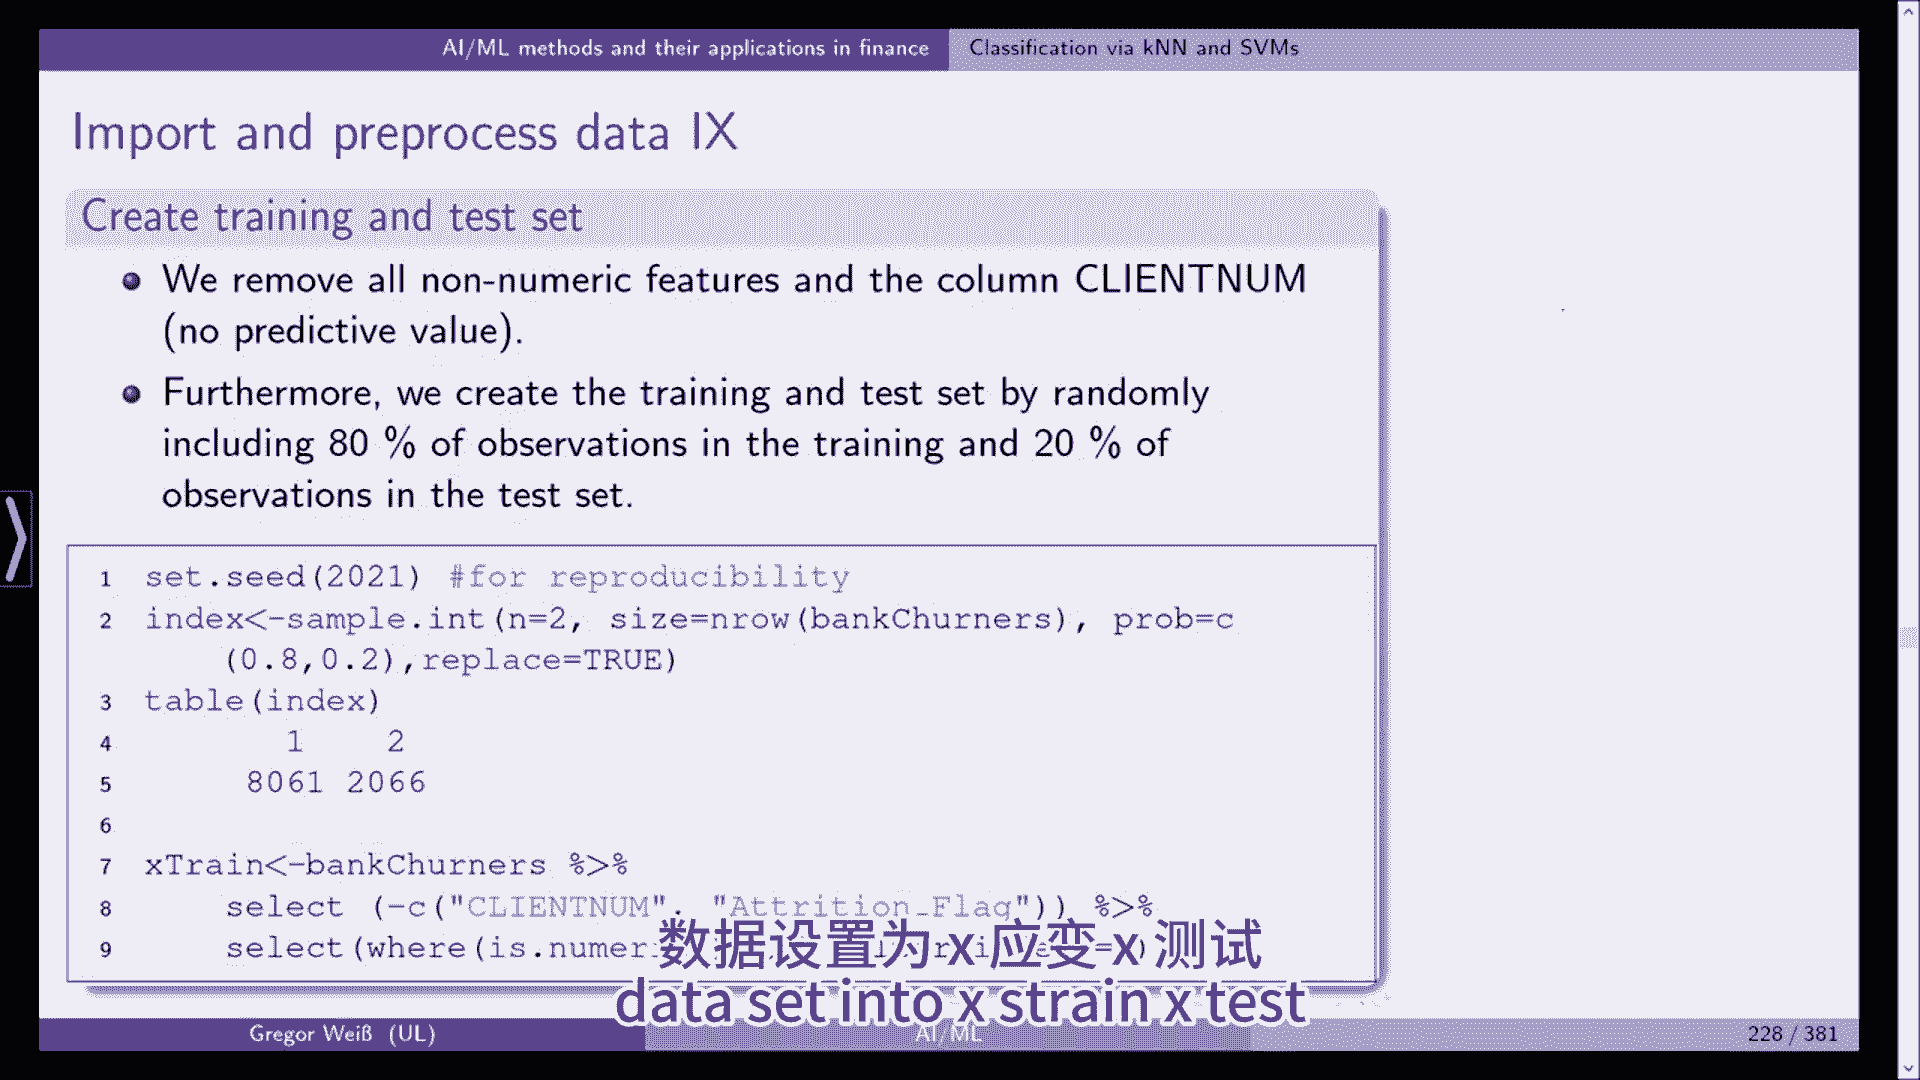 AI/ML methods and their applications in finance
Classification via kNN and SVMs
Import and preprocess data IX
Create training and test set
We remove all non-numeric features and the column CLIENTNUM
(no predictive value).
Furthermore, we create the training and test set by randomly
including 80 % of observations in the training and 20 % of
observations in the test set.
1 set.seed(2021) #for reproducibility
2 index<-sample.int(n=2, size=nrow(bankChurners), prob=c
(0.8,0.2),replace=TRUE)
3 table(index)
4 1 2
5 8061 2066
6
7 xTrain<-bankChurners %>%
8 select (-c("CLIENTNUM", "Attrition_Flag")) %>%
9 select(where(is.numer
数据设置为 x 应变 x 测试
data set into x strain x test
Gregor Weiß (UL)
AI/ML
228 / 381